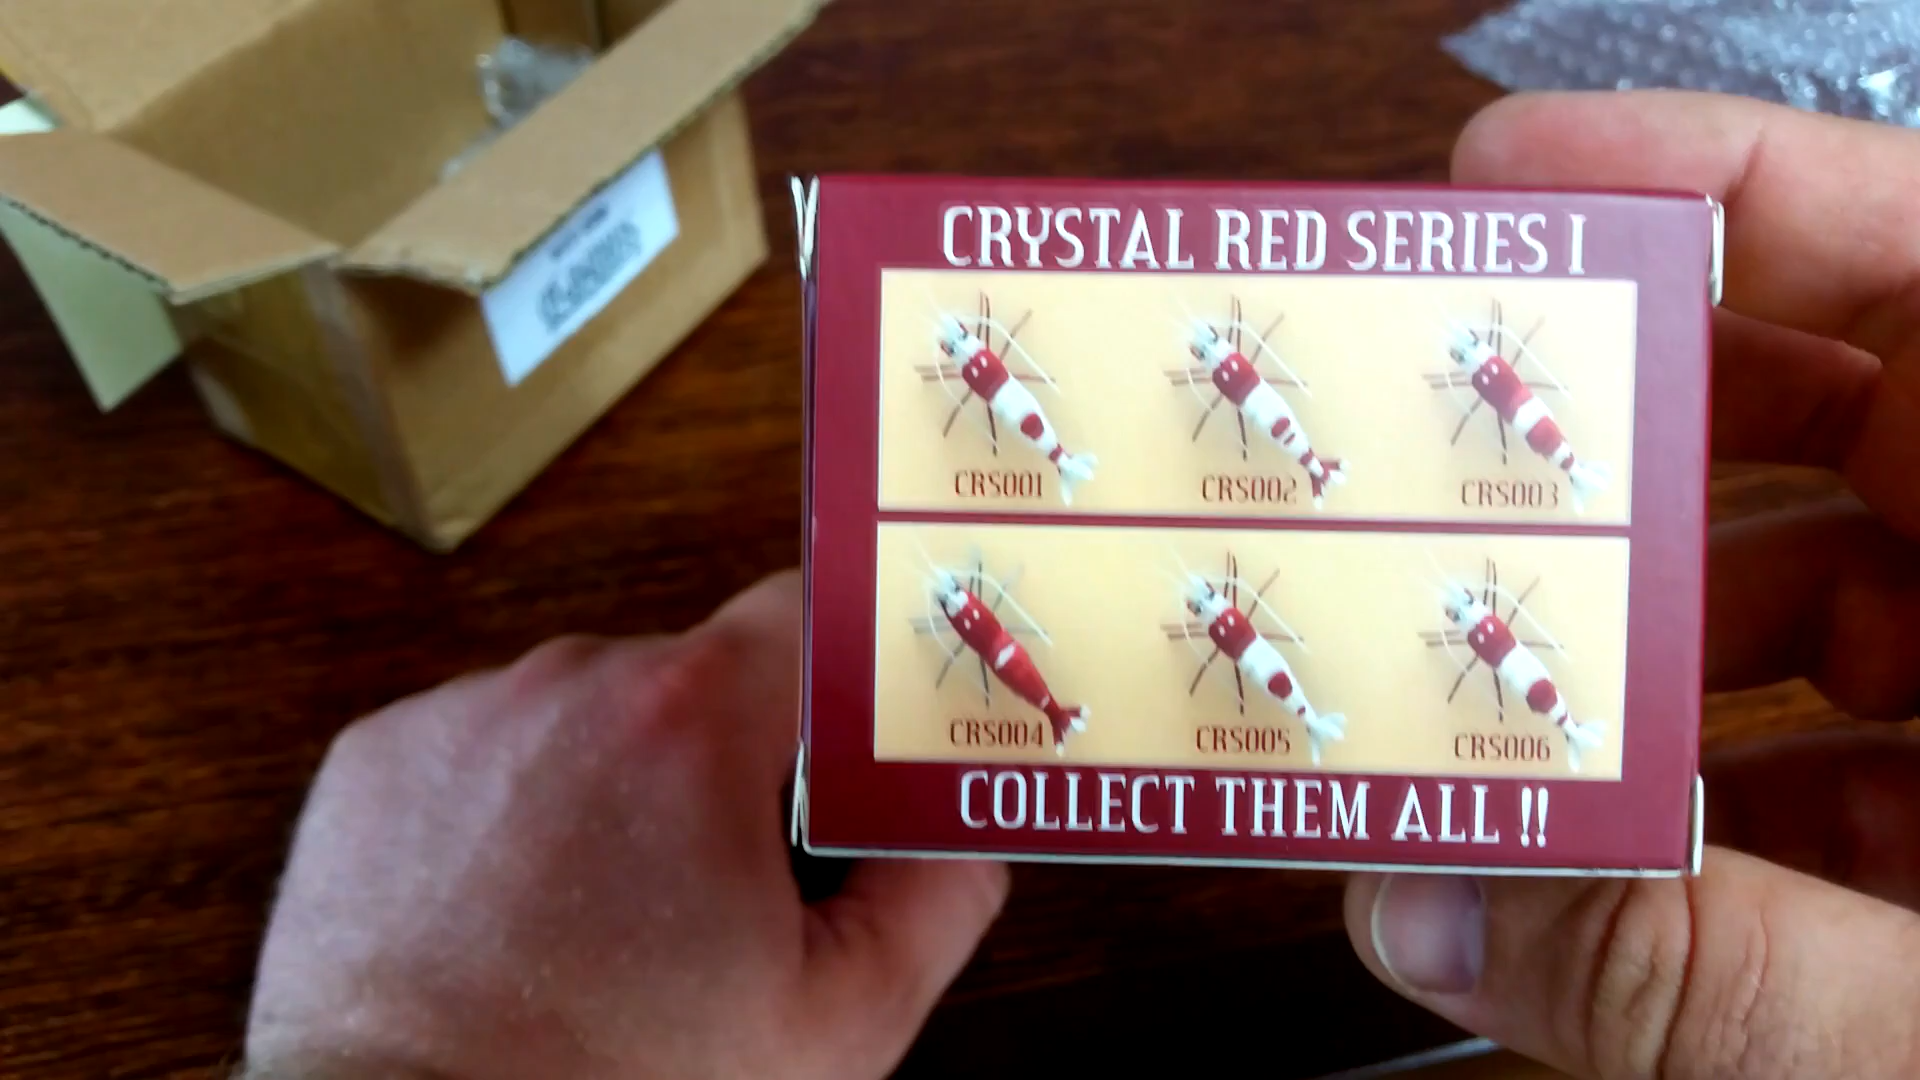 CRYSTAL RED SERIES I
CRS001
CRS002
CRS003
CRS004
CRS005
CRS006
COLLECT THEM ALL !!